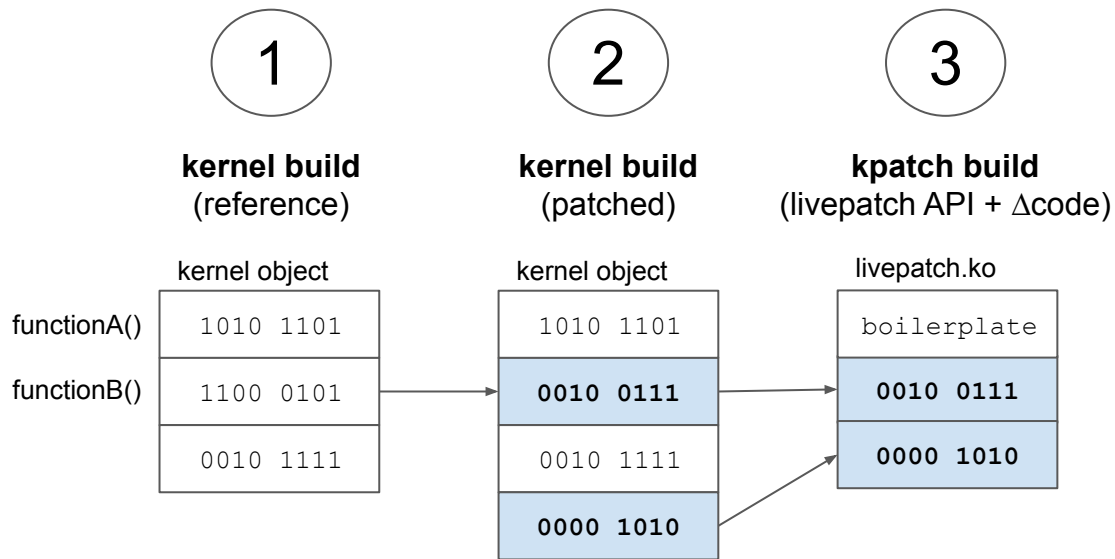 1
2
3
kernel build
(reference)
kernel build
(patched)
kpatch build
(livepatch API + Δcode)
kernel object
kernel object
livepatch.ko
functionA()
1010 1101
1010 1101
boilerplate
functionB()
1100 0101
0010 0111
0010 0111
0010 1111
0010 1111
0000 1010
0000 1010